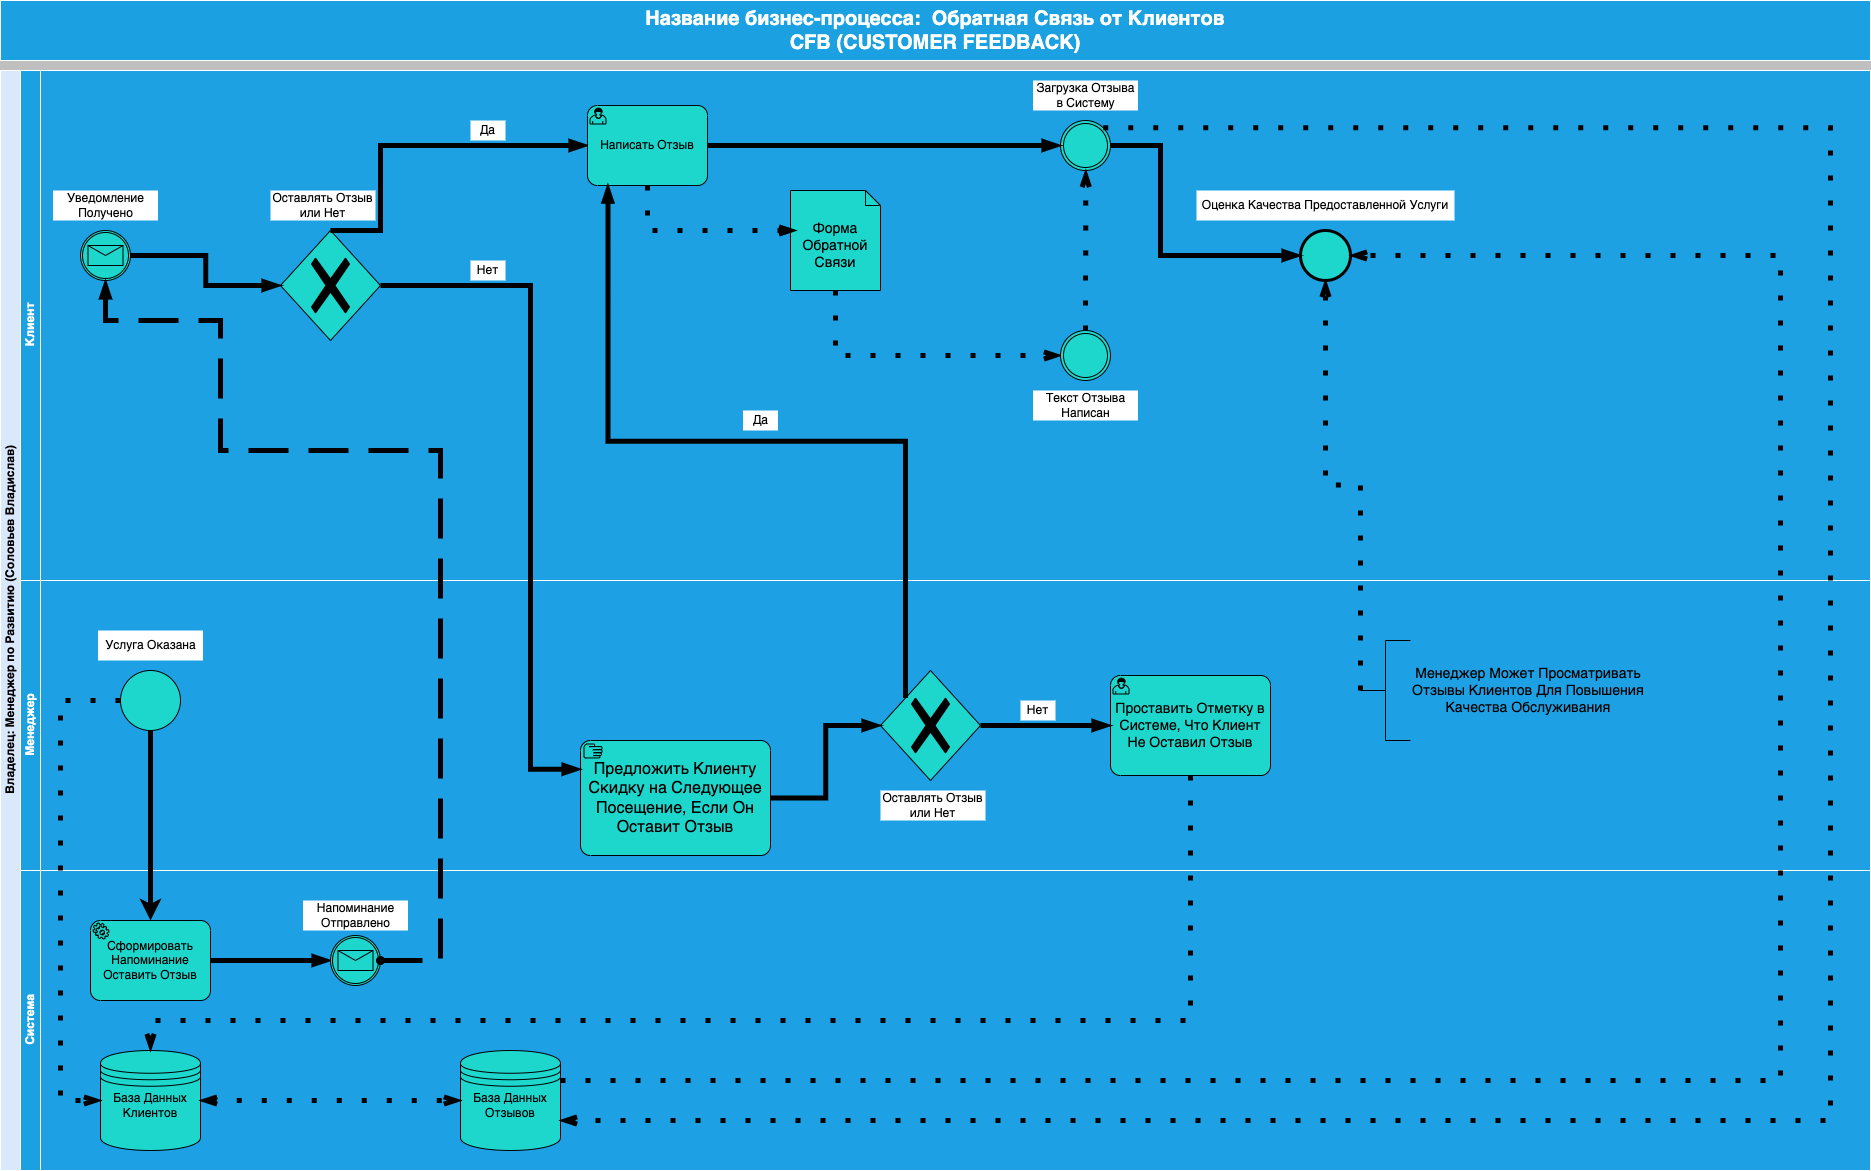 Название бизнес-процесса: Обратная Связь от Клиентов
CFB (CUSTOMER FEEDBACK)
Владелец: Менеджер по Развитию (Соловьев Владислав)
Клиент
Уведомление
Получено
Оставлять Отзыв
или Нет
Да
Нет
Написать Отзыв
Форма
Обратной
Связи
Загрузка Отзыва
в Систему
Текст Отзыва
Написан
Оценка Качества Предоставленной Услуги
Да
Менеджер
Услуга Оказана
Предложить Клиенту
Скидку на Следующее
Посещение, Если Он
Оставит Отзыв
Оставлять Отзыв
или Нет
Нет
Проставить Отметку в
Системе, Что Клиент
Не Оставил Отзыв
Менеджер Может Просматривать
Отзывы Клиентов Для Повышения
Качества Обслуживания
Система
Сформировать
Напоминание
Оставить Отзыв
Напоминание
Отправлено
База Данных
Клиентов
База Данных
Отзывов